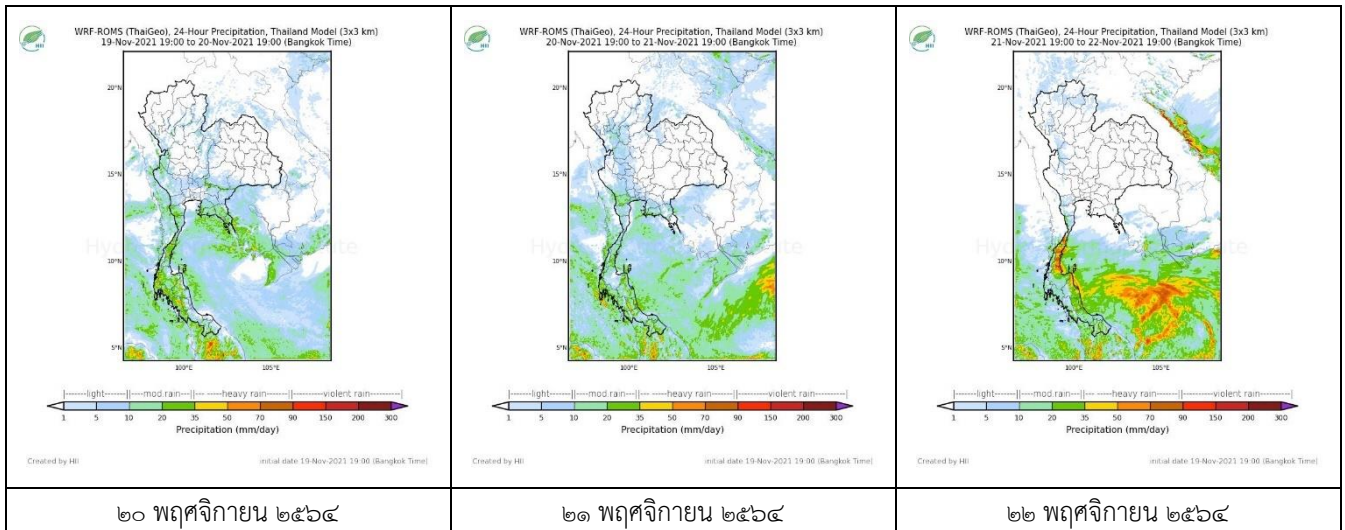 HII
WRF-ROMS (ThaiGeo), 24-Hour Precipitation, Thailand Model (3x3 km)
19-Nov-2021 19:00 to 20-Nov-2021 19:00 (Bangkok Time)
20°N
15°N
10°N
5°N
100°E 105°E
|-------light-------||----mod.rain---||---- -----heavy rain-----||--------violent rain----------|
1 5 10 20 35 50 70 90 150 200 300
Precipitation (mm/day)
Created by HII
initial date 19-Nov-2021 19:00 (Bangkok Time)
๒๐ พฤศจิกายน ๒๕๖๔
HII
WRF-ROMS (ThaiGeo), 24-Hour Precipitation, Thailand Model (3x3 km)
20-Nov-2021 19:00 to 21-Nov-2021 19:00 (Bangkok Time)
20°N
15°N
10°N
5°N
100°E 105°E
|-------light-------||----mod.rain---||---- -----heavy rain-----||--------violent rain----------|
1 5 10 20 35 50 70 90 150 200 300
Precipitation (mm/day)
Created by HII
initial date 19-Nov-2021 19:00 (Bangkok Time)
๒๑ พฤศจิกายน ๒๕๖๔
HII
WRF-ROMS (ThaiGeo), 24-Hour Precipitation, Thailand Model (3x3 km)
21-Nov-2021 19:00 to 22-Nov-2021 19:00 (Bangkok Time)
20°N
15°N
10°N
5°N
100°E 105°E
|-------light-------||----mod.rain---||---- -----heavy rain-----||--------violent rain----------|
1 5 10 20 35 50 70 90 150 200 300
Precipitation (mm/day)
Created by HII
initial date 19-Nov-2021 19:00 (Bangkok Time)
๒๒ พฤศจิกายน ๒๕๖๔